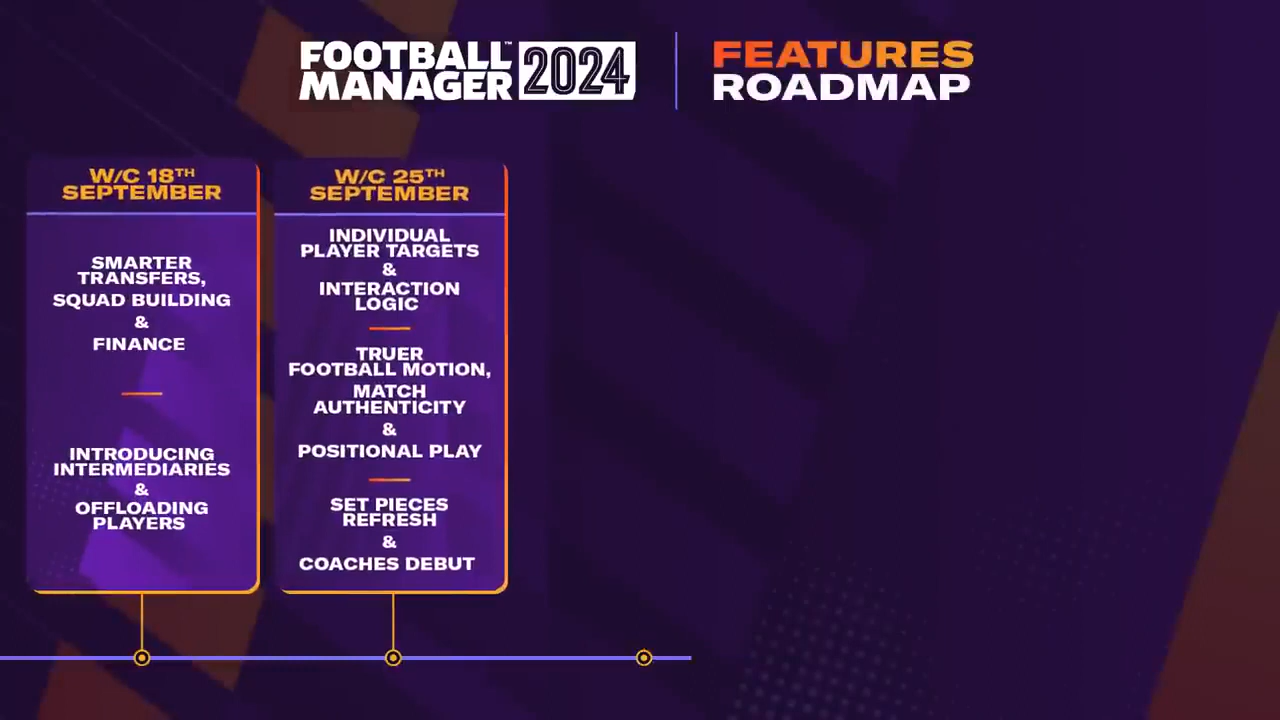 FOOTBALL™
MANAGER 2024
FEATURES
ROADMAP
W/C 18TH
SEPTEMBER
SMARTER
TRANSFERS,
SQUAD BUILDING
&
FINANCE
INTRODUCING
INTERMEDIARIES
&
OFFLOADING
PLAYERS
W/C 25TH
SEPTEMBER
INDIVIDUAL
PLAYER TARGETS
&
INTERACTION
LOGIC
TRUER
FOOTBALL MOTION,
MATCH
AUTHENTICITY
&
POSITIONAL PLAY
SET PIECES
REFRESH
&
COACHES DEBUT